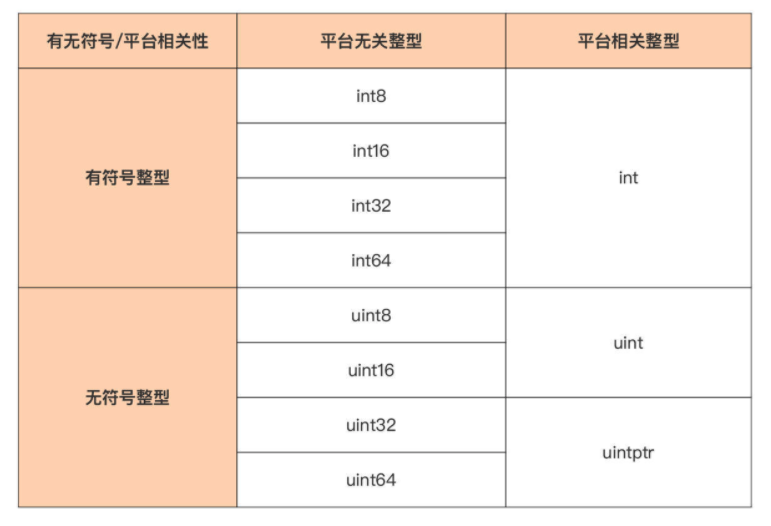 有无符号/平台相关性
平台无关整型
平台相关整型
有符号整型
int8
int16
int32
int64
int
无符号整型
uint8
uint16
uint32
uint64
uint
uintptr